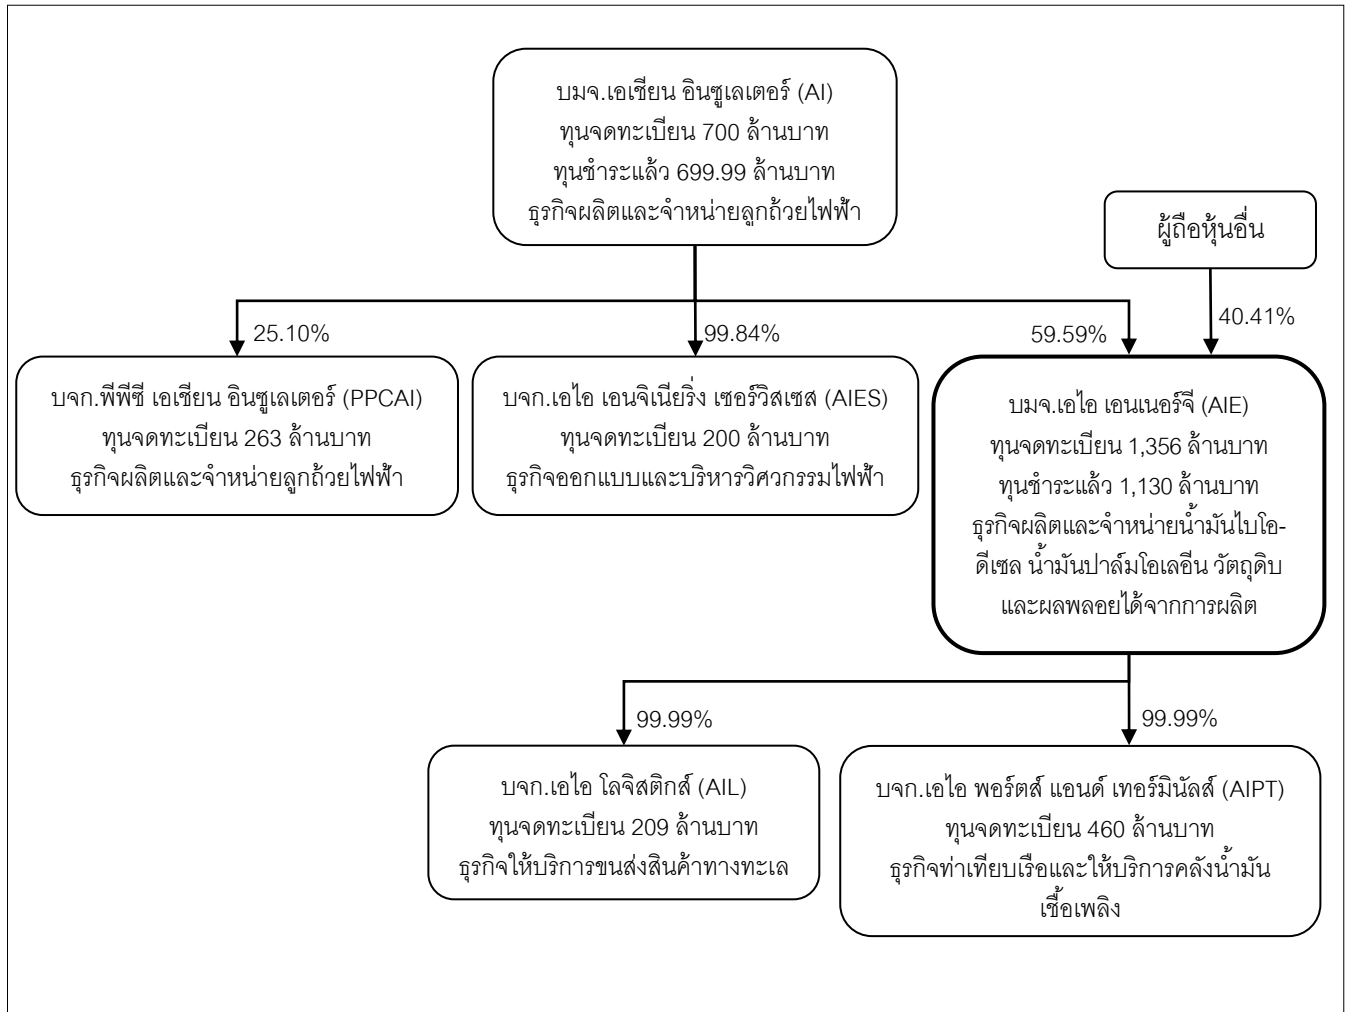 บมจ.เอเชียน อินซูเลเตอร์ (AI)
ทุนจดทะเบียน 700 ล้านบาท
ทุนชำระแล้ว 699.99 ล้านบาท
ธุรกิจผลิตและจำหน่ายลูกถ้วยไฟฟ้า
ผู้ถือหุ้นอื่น
25.10%
99.84%
59.59%
40.41%
บจก.พีพีซี เอเชียน อินซูเลเตอร์ (PPCAI)
ทุนจดทะเบียน 263 ล้านบาท
ธุรกิจผลิตและจำหน่ายลูกถ้วยไฟฟ้า
บจก.เอไอ เอนจิเนียริ่ง เซอร์วิสเซส (AIES)
ทุนจดทะเบียน 200 ล้านบาท
ธุรกิจออกแบบและบริหารวิศวกรรมไฟฟ้า
บมจ.เอไอ เอนเนอร์จี (AIE)
ทุนจดทะเบียน 1,356 ล้านบาท
ทุนชำระแล้ว 1,130 ล้านบาท
ธุรกิจผลิตและจำหน่ายน้ำมันไบโอ-
ดีเซล น้ำมันปาล์มโอเลอีน วัตถุดิบ
และผลพลอยได้จากการผลิต
99.99%
99.99%
บจก.เอไอ โลจิสติกส์ (AIL)
ทุนจดทะเบียน 209 ล้านบาท
ธุรกิจให้บริการขนส่งสินค้าทางทะเล
บจก.เอไอ พอร์ตส์ แอนด์ เทอร์มินัลส์ (AIPT)
ทุนจดทะเบียน 460 ล้านบาท
ธุรกิจท่าเทียบเรือและให้บริการคลังน้ำมัน
เชื้อเพลิง